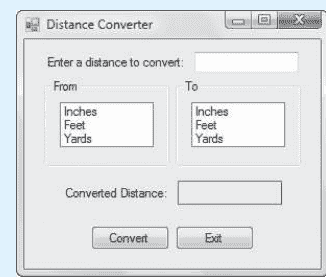 Distance Converter
Enter a distance to convert:
From
To
Inches
Feet
Yards
Inches
Feet
Yards
Converted Distance:
Convert
Exit